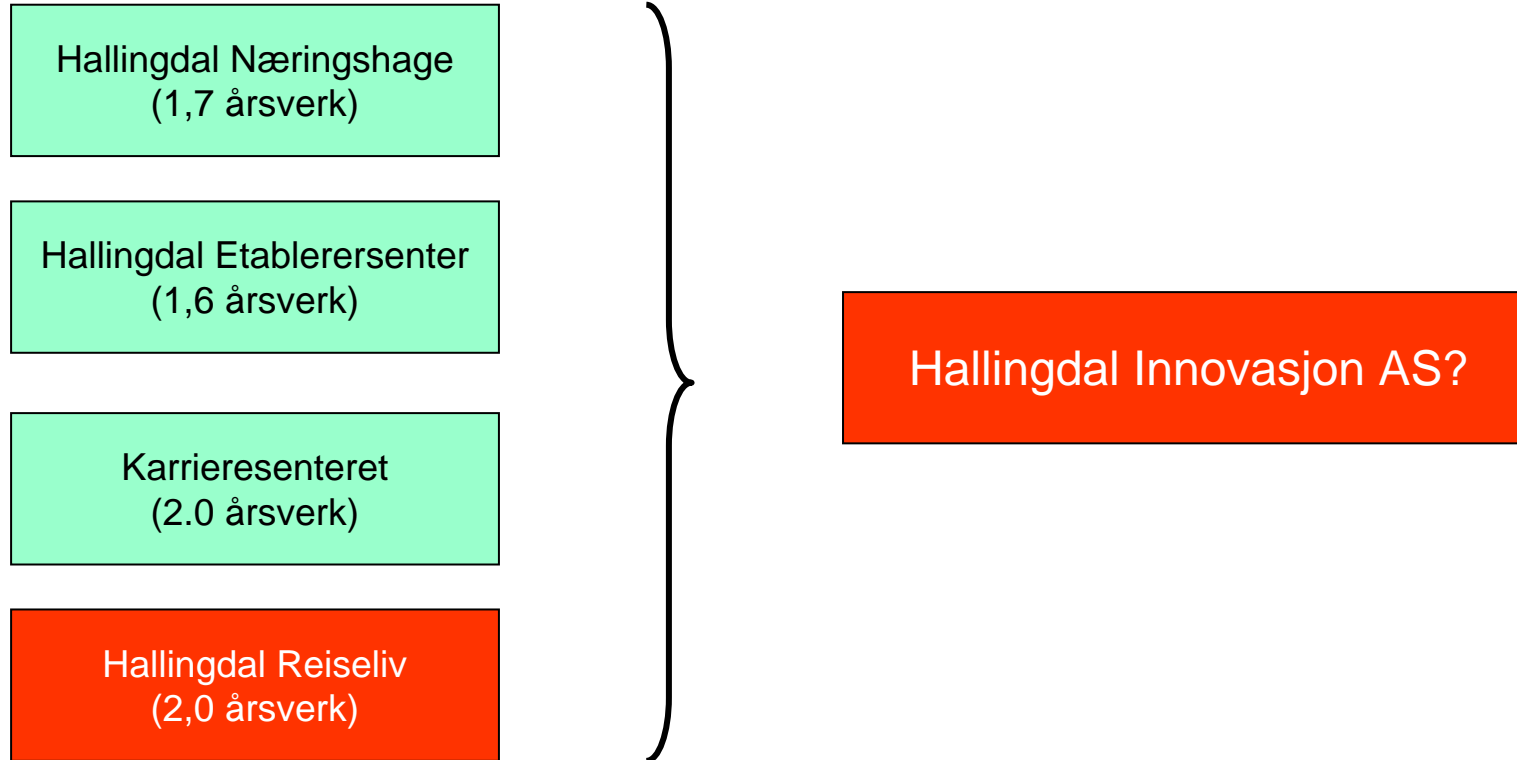 Hallingdal Næringshage
(1,7 årsverk)
Hallingdal Etablerersenter
(1,6 årsverk)
Karrieresenteret
(2.0 årsverk)
Hallingdal Reiseliv
(2,0 årsverk)
Hallingdal Innovasjon AS?